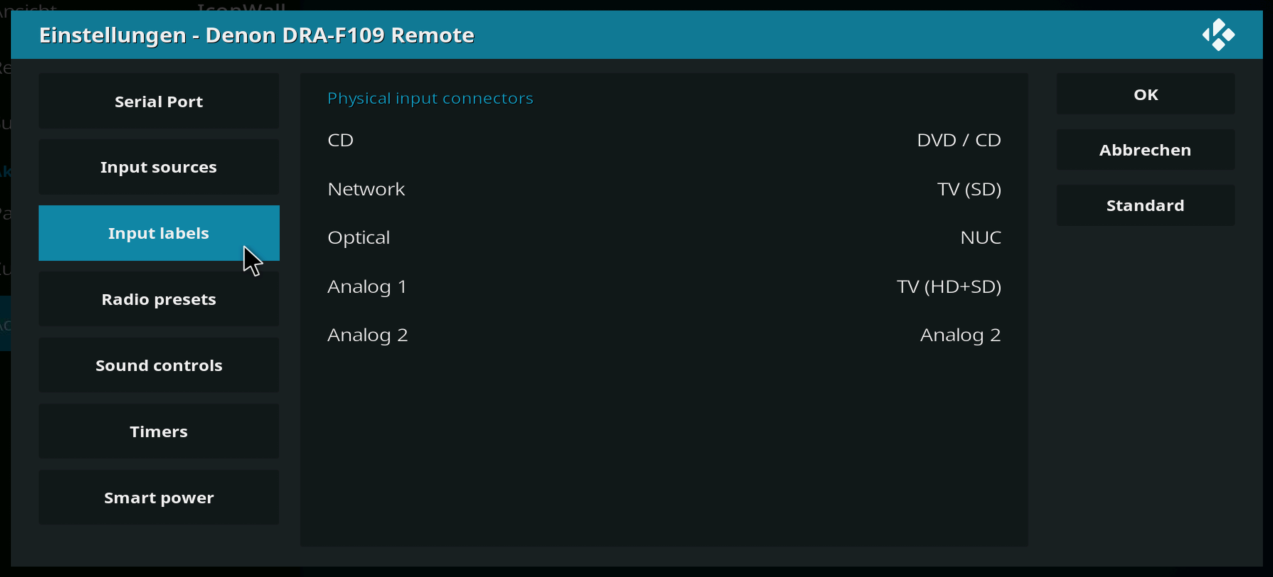 Ansicht
IconWall
Einstellungen - Denon DRA-F109 Remote
Serial Port
Input sources
Input labels
Radio presets
Sound controls
Timers
Smart power
Physical input connectors
CD DVD / CD
Network TV (SD)
Optical NUC
Analog 1 TV (HD+SD)
Analog 2 Analog 2
OK
Abbrechen
Standard